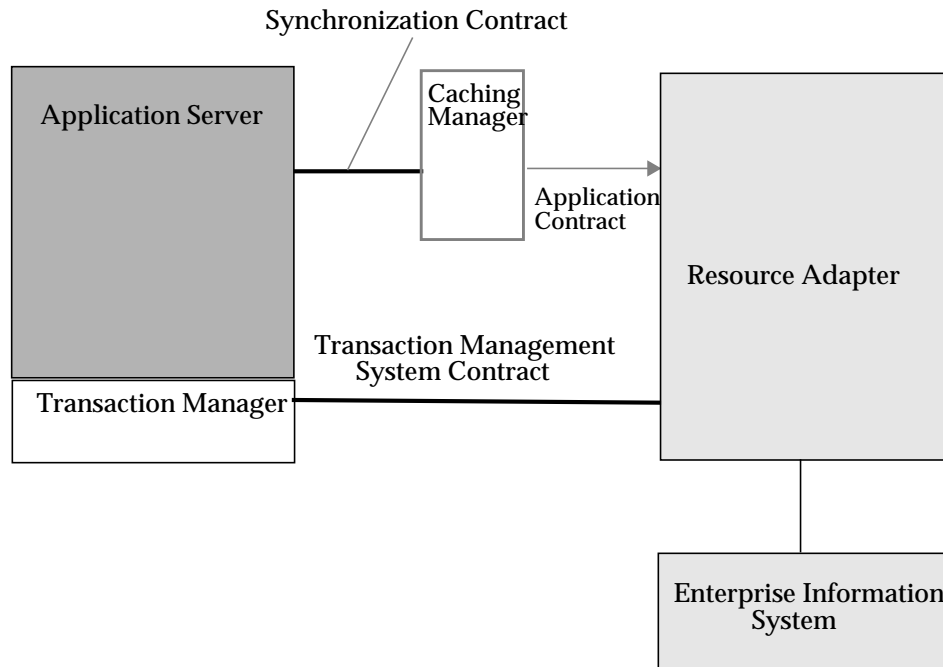 Synchronization Contract
Application Server
Caching
Manager
Application
Contract
Resource Adapter
Transaction Management
System Contract
Transaction Manager
Enterprise Information
System